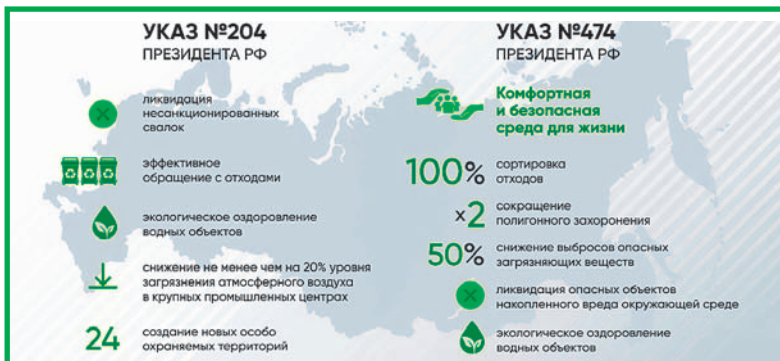 УКАЗ №204
ПРЕЗИДЕНТА РФ
ликвидация
несанкционированных
свалок
эффективное
обращение с отходами
экологическое оздоровление
водных объектов
снижение не менее чем на 20% уровня
загрязнения атмосферного воздуха
в крупных промышленных центрах
24
создание новых особо
охраняемых территорий
УКАЗ №474
ПРЕЗИДЕНТА РФ
Комфортная
и безопасная
среда для жизни
100%
сортировка
отходов
x2
сокращение
полигонного захоронения
50%
снижение выбросов опасных
загрязняющих веществ
ликвидация опасных объектов
накопленного вреда окружающей среде
экологическое оздоровление
водных объектов